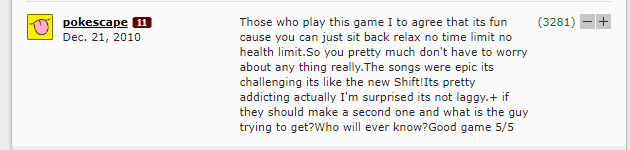 pokescape 11
Dec. 21, 2010
Those who play this game I to agree that its fun
cause you can just sit back relax no time limit no
health limit.So you pretty much don't have to worry
about any thing really.The songs were epic its
challenging its like the new Shift!Its pretty
addicting actually I'm surprised its not laggy.+ if
they should make a second one and what is the guy
trying to get?Who will ever know?Good game 5/5
(3281) − +